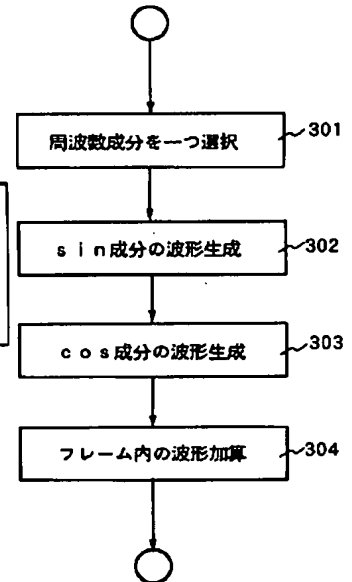 周波数成分を一つ選択 301
sin成分の波形生成 302
cos成分の波形生成 303
フレーム内の波形加算 304